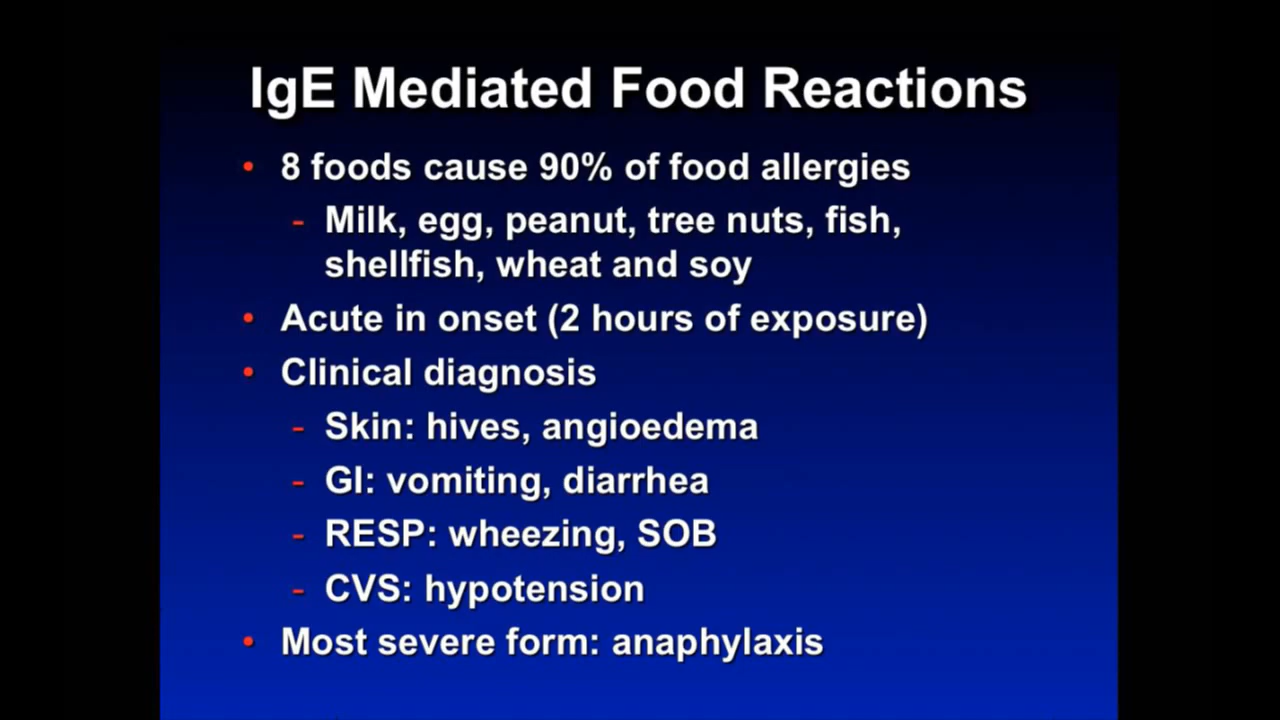 IgE Mediated Food Reactions
• 8 foods cause 90% of food allergies
- Milk, egg, peanut, tree nuts, fish,
shellfish, wheat and soy
• Acute in onset (2 hours of exposure)
• Clinical diagnosis
- Skin: hives, angioedema
- GI: vomiting, diarrhea
- RESP: wheezing, SOB
- CVS: hypotension
• Most severe form: anaphylaxis